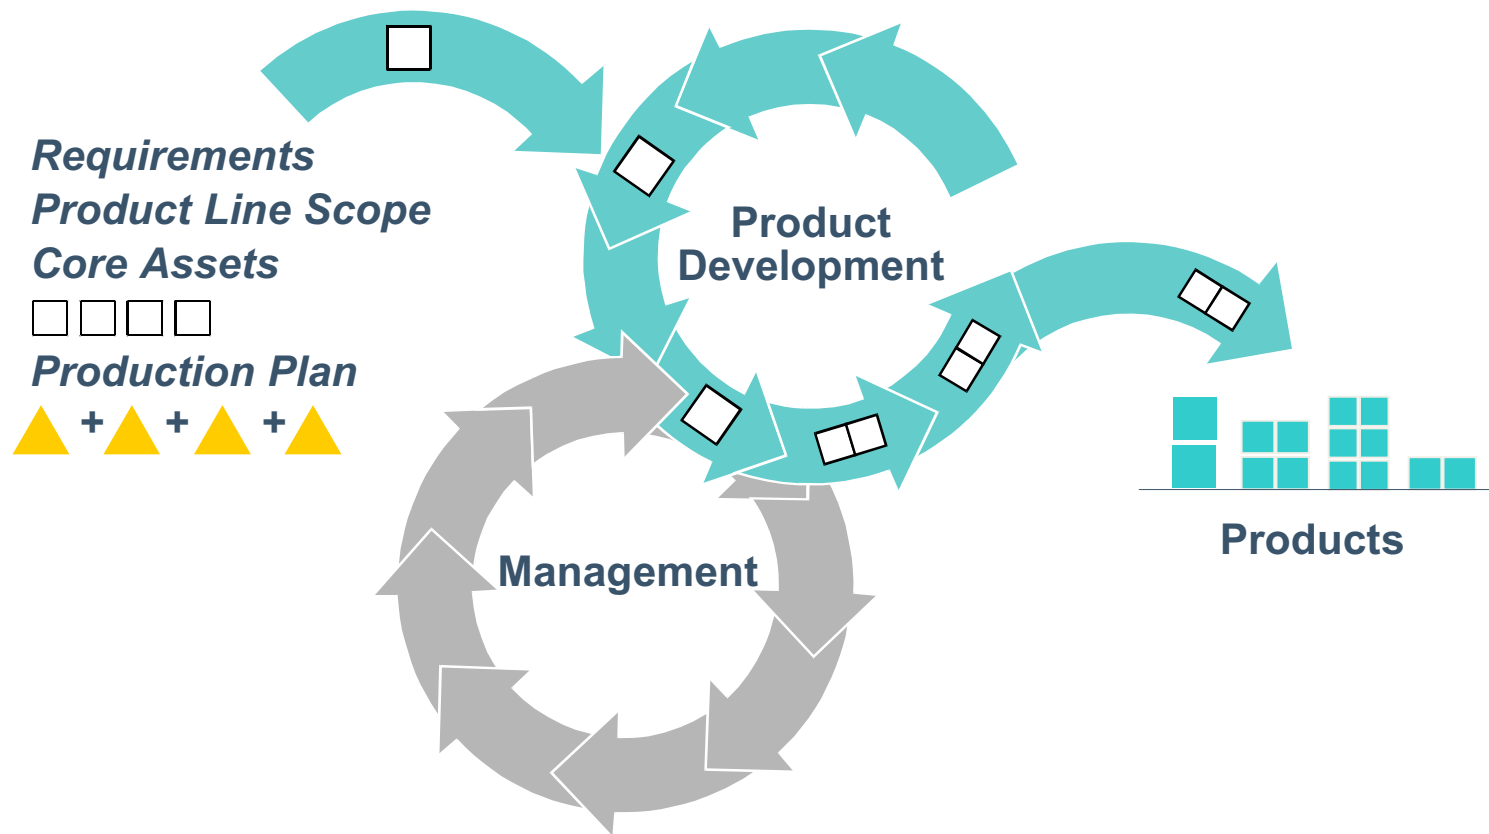 Requirements
Product Line Scope
Core Assets
Production Plan
+ + +
Product
Development
Management
Products